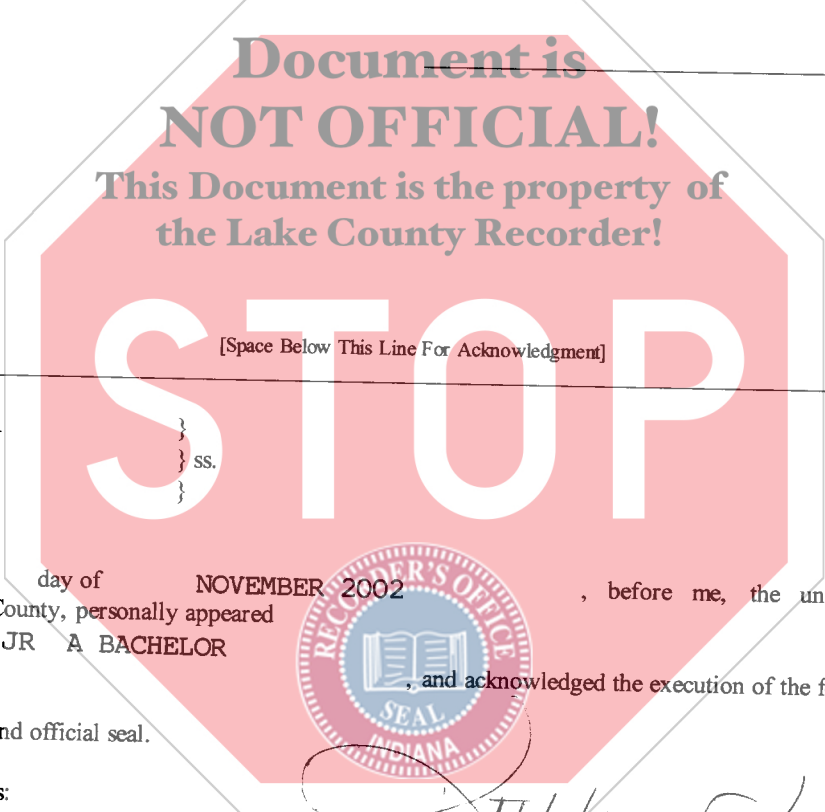 Document is
NOT OFFICIAL!
This Document is the property of
the Lake County Recorder!
STOP
[Space Below This Line For Acknowledgment]
}
} ss.
}
day of NOVEMBER 2002 , before me, the un
County, personally appeared
JR A BACHELOR
, and acknowledged the execution of the f
nd official seal.
s:
RECORDER'S OFFICE
SEAL
INDIANA